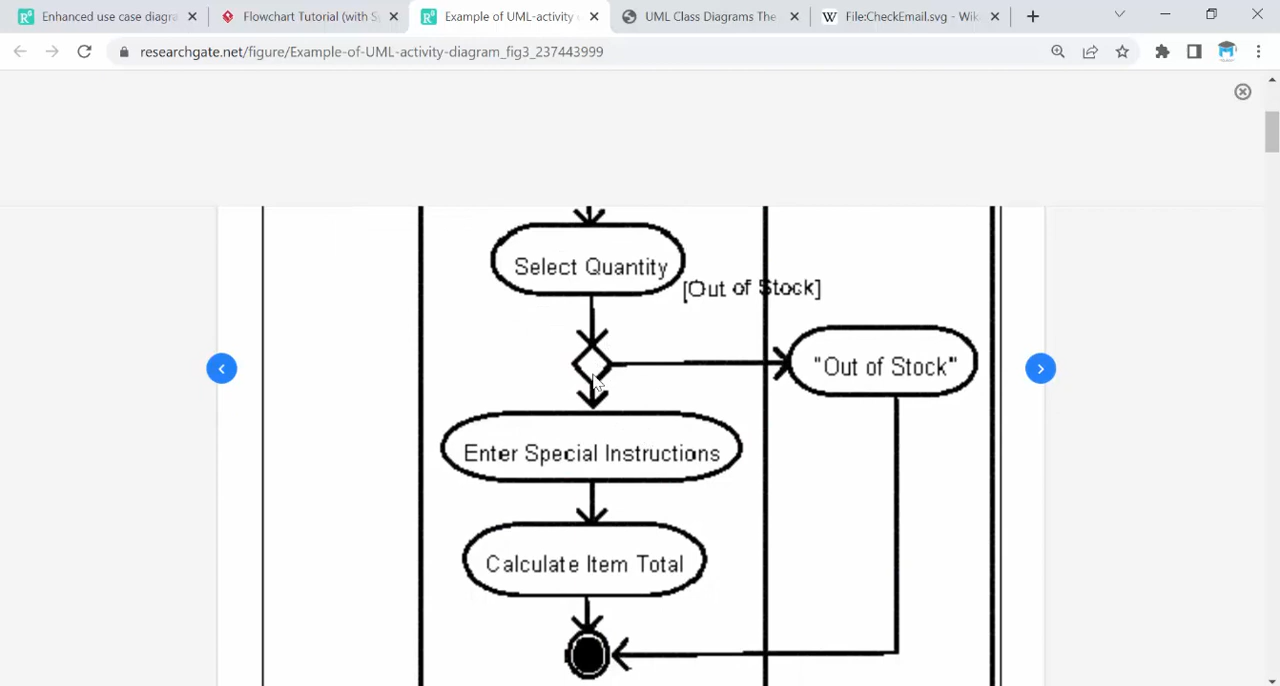 Enhanced use case diagra
Flowchart Tutorial (with S
Example of UML-activity
UML Class Diagrams The
File:CheckEmail.svg - Wik
researchgate.net/figure/Example-of-UML-activity-diagram_fig3_237443999
Select Quantity
[Out of Stock]
"Out of Stock"
Enter Special Instructions
Calculate Item Total